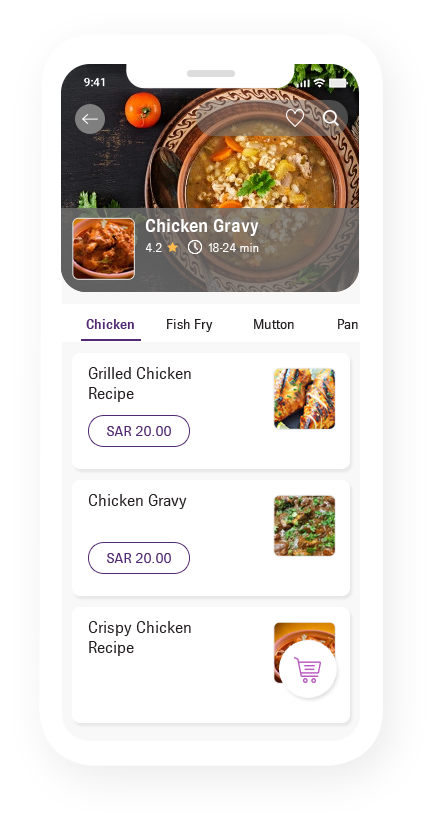 9:41
Chicken Gravy
4.2 18-24 min
Chicken Fish Fry Mutton Pan
Grilled Chicken
Recipe
SAR 20.00
Chicken Gravy
SAR 20.00
Crispy Chicken
Recipe